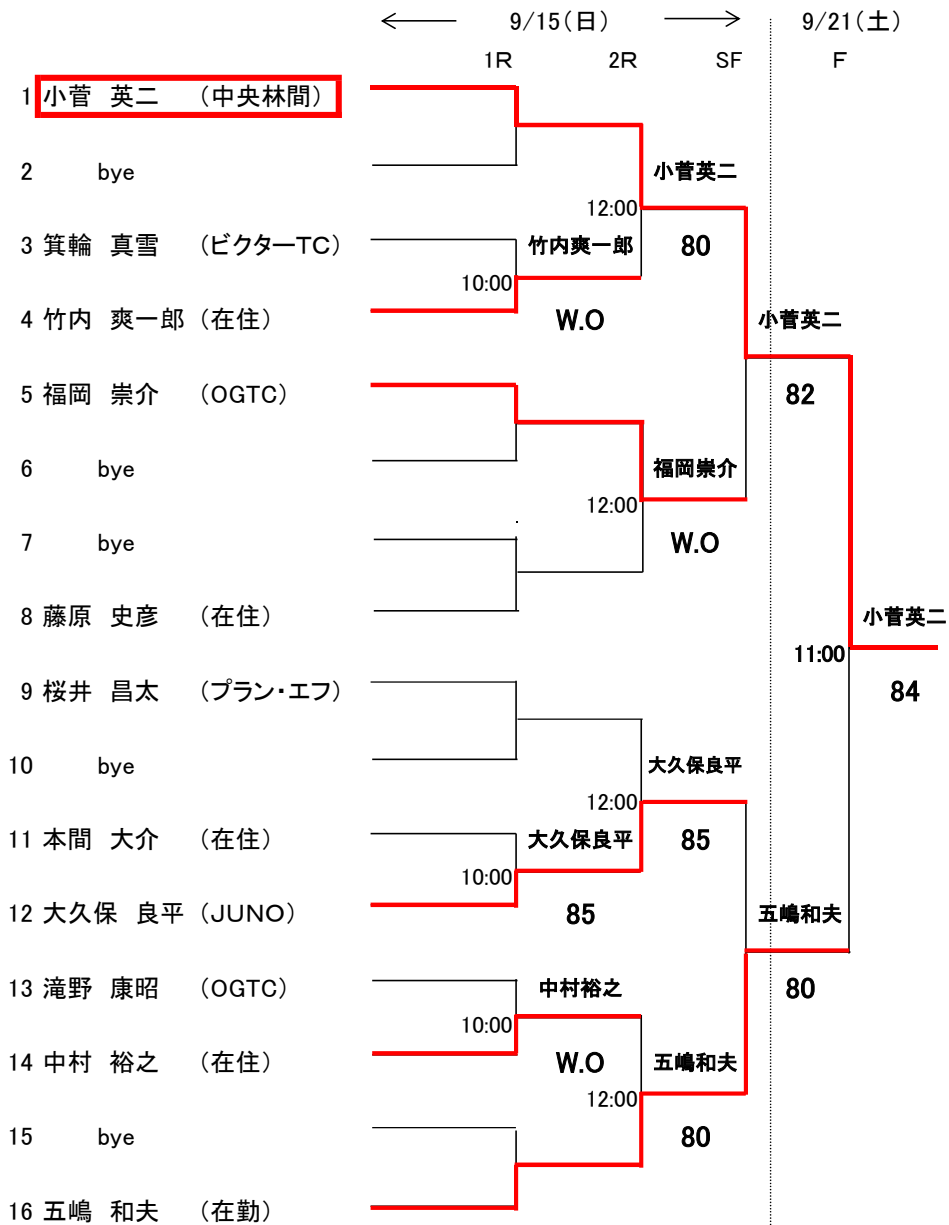 9/15(日) 9/21(土)
1R 2R SF F
1 小菅 英二 (中央林間)
2 bye 小菅英二
12:00
3 箕輪 真雪 (ビクターTC) 竹内爽一郎 80
10:00
4 竹内 爽一郎 (在住) W.O 小菅英二
5 福岡 崇介 (OGTC) 82
6 bye 福岡崇介
12:00
7 bye W.O
8 藤原 史彦 (在住) 小菅英二
11:00
9 桜井 昌太 (プラン・エフ) 84
10 bye 大久保良平
12:00
11 本間 大介 (在住) 大久保良平 85
10:00
12 大久保 良平 (JUNO) 85 五嶋和夫
13 滝野 康昭 (OGTC) 中村裕之 80
10:00
14 中村 裕之 (在住) W.O 五嶋和夫
12:00
15 bye 80
16 五嶋 和夫 (在勤)